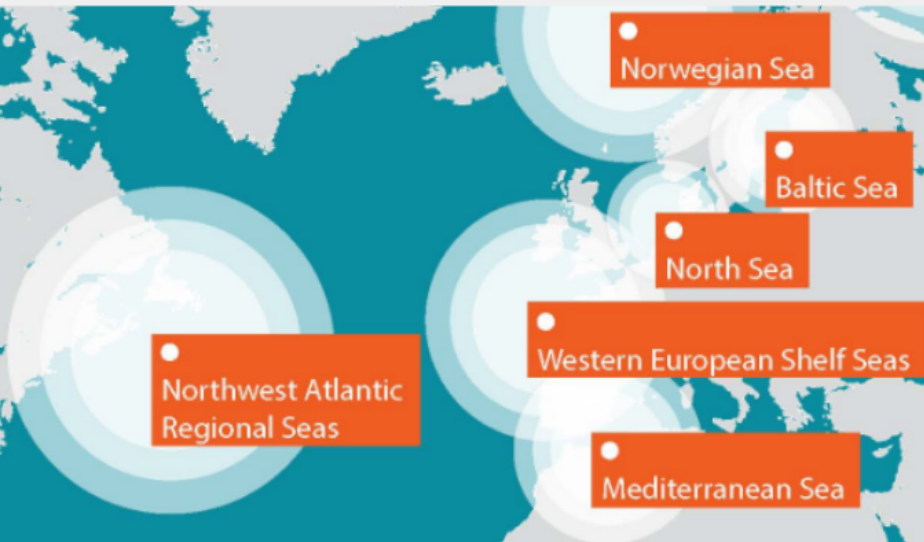 Norwegian Sea
Baltic Sea
North Sea
Western European Shelf Seas
Northwest Atlantic
Regional Seas
Mediterranean Sea